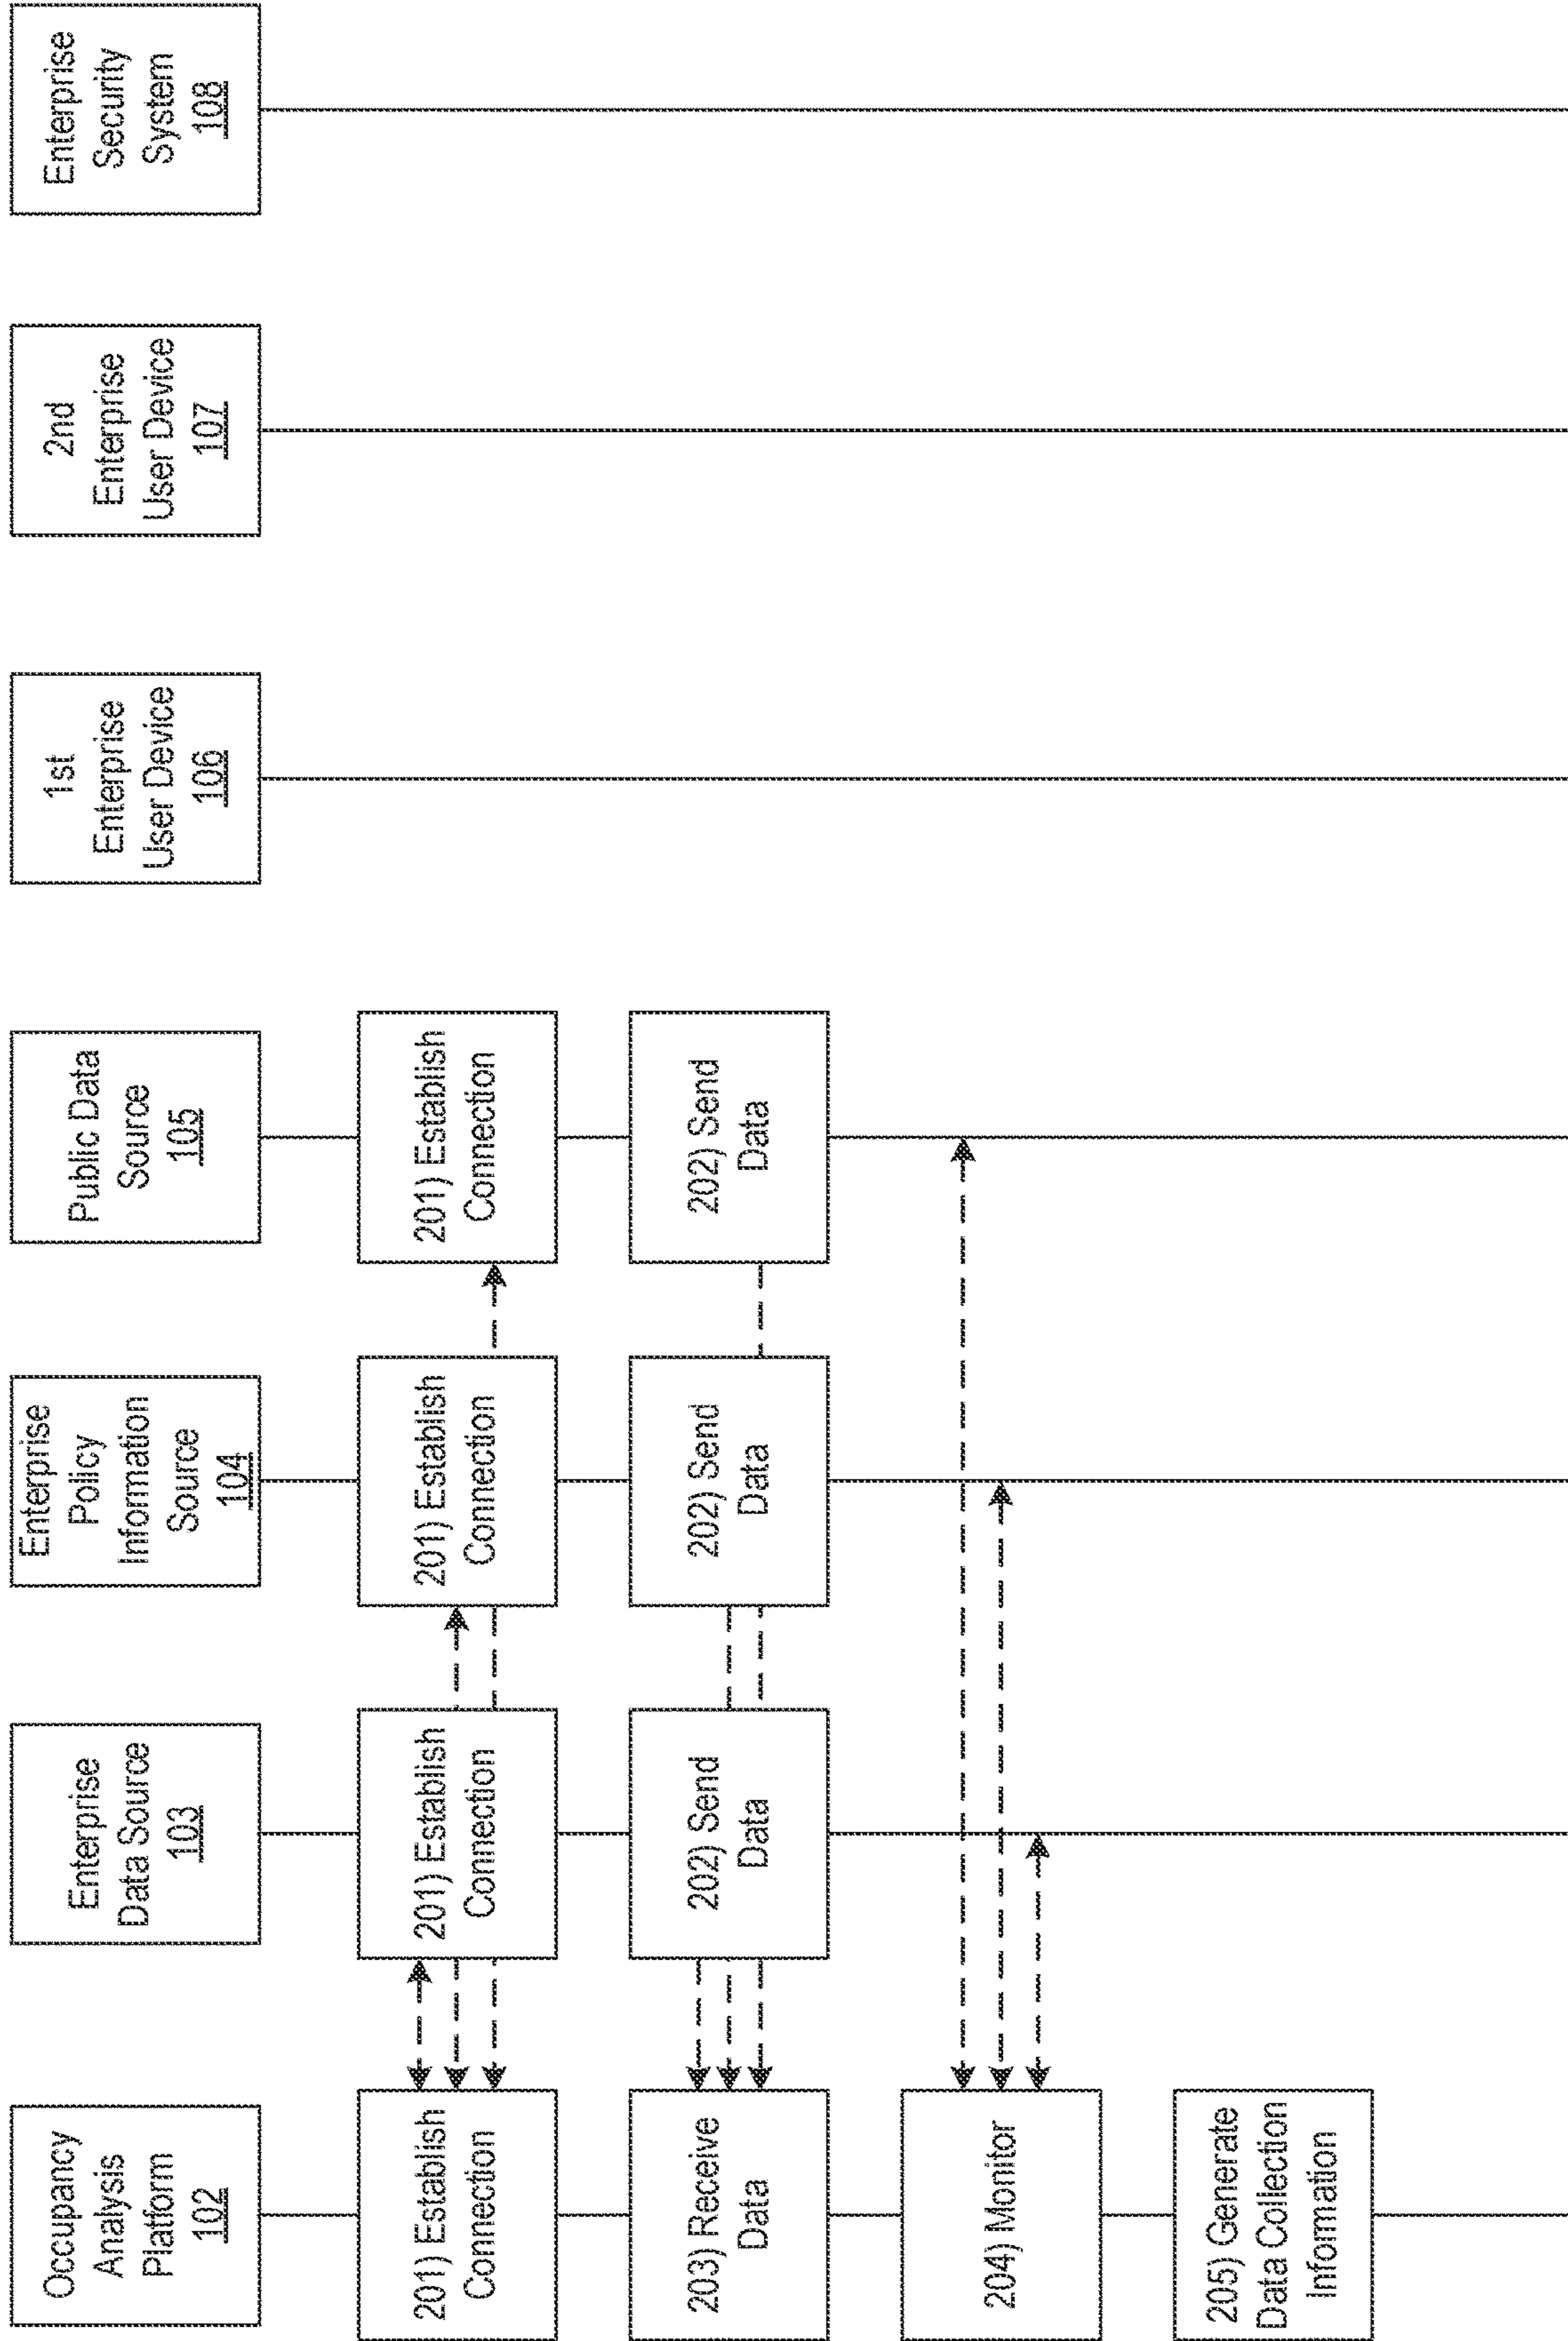 Occupancy
Analysis
Platform
102
Enterprise
Data Source
103
Enterprise
Policy
Information
Source
104
Public Data
Source
105
1st
Enterprise
User Device
106
2nd
Enterprise
User Device
107
Enterprise
Security
System
108
201) Establish
Connection
201) Establish
Connection
201) Establish
Connection
201) Establish
Connection
203) Receive
Data
202) Send
Data
202) Send
Data
202) Send
Data
204) Monitor
205) Generate
Data Collection
Information